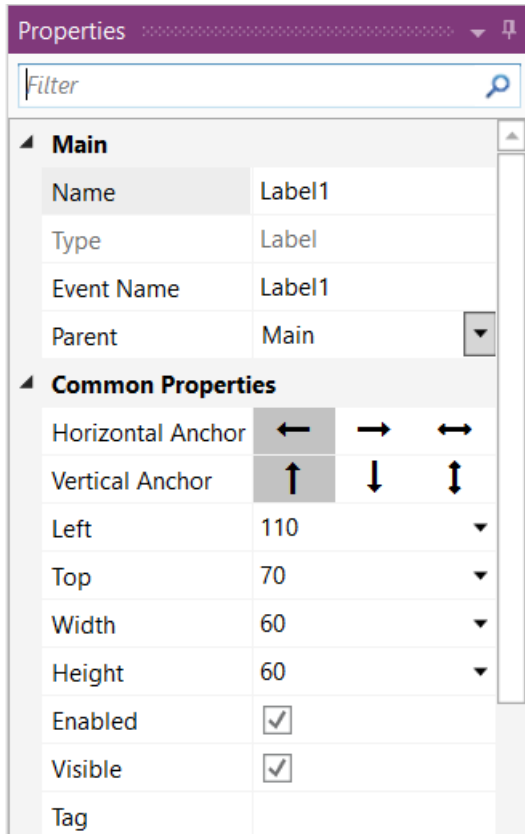 Properties
Filter
Main
Name Label1
Type Label
Event Name Label1
Parent Main
Common Properties
Horizontal Anchor
Vertical Anchor
Left 110
Top 70
Width 60
Height 60
Enabled
Visible
Tag